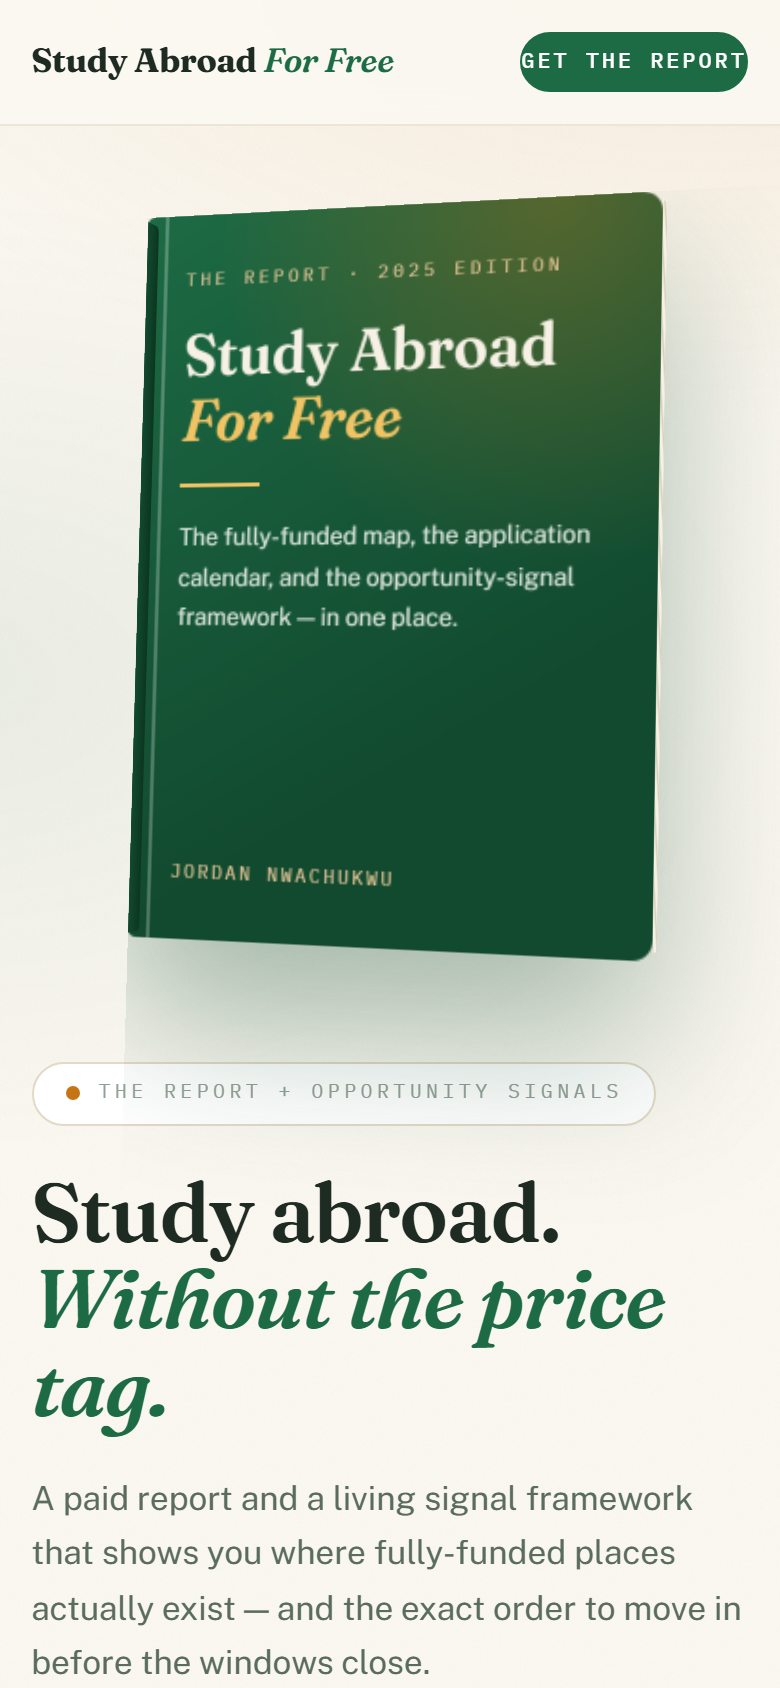 Study Abroad For Free
GET THE REPORT
THE REPORT · 2025 EDITION
Study Abroad
For Free
The fully-funded map, the application
calendar, and the opportunity-signal
framework — in one place.
JORDAN NWACHUKWU
THE REPORT + OPPORTUNITY SIGNALS
Study abroad.
Without the price
tag.
A paid report and a living signal framework
that shows you where fully-funded places
actually exist — and the exact order to move in
before the windows close.